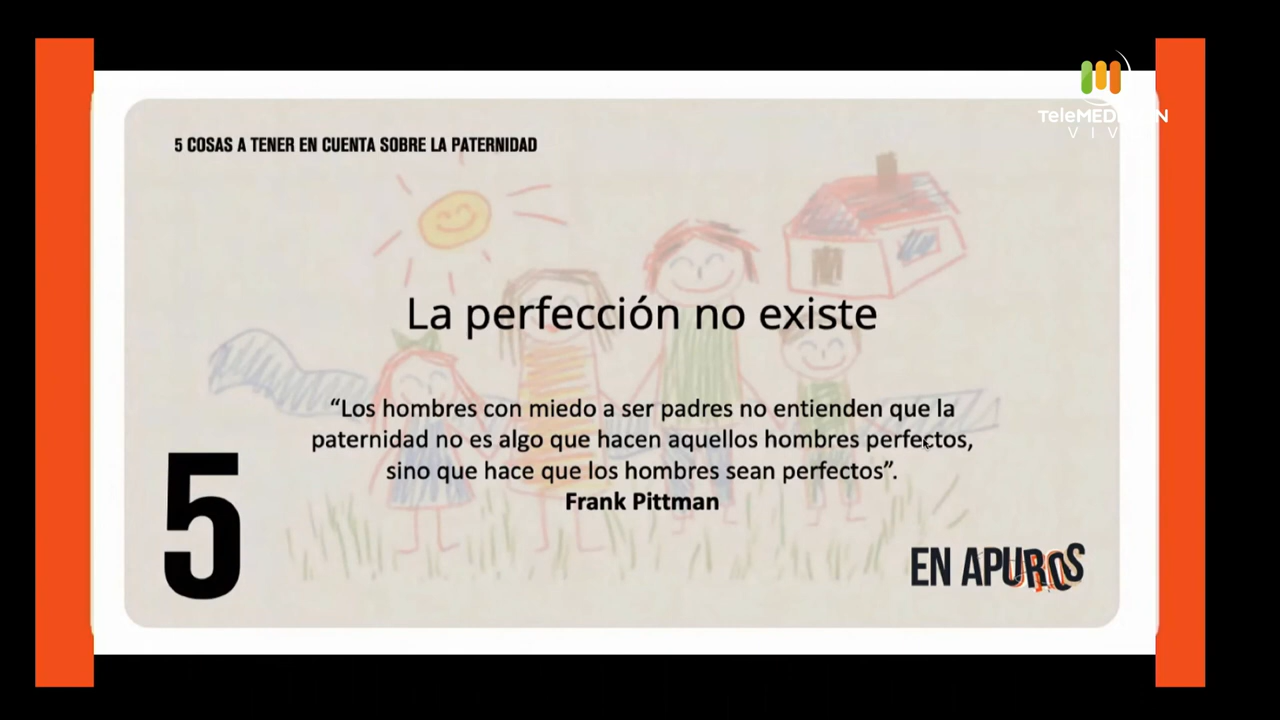 TeleMEDELLÍN
VIVO
5 COSAS A TENER EN CUENTA SOBRE LA PATERNIDAD
La perfección no existe
“Los hombres con miedo a ser padres no entienden que la
paternidad no es algo que hacen aquellos hombres perfectos,
sino que hace que los hombres sean perfectos”.
Frank Pittman
5
EN APUROS